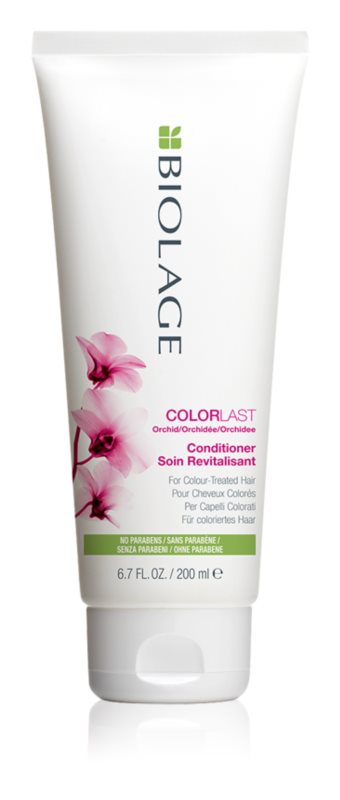 BIOLAGE
COLORLAST
Orchid/Orchidée/Orchidee
Conditioner
Soin Revitalisant
For Colour-Treated Hair
Pour Cheveux Colorés
Per Capelli Colorati
Für coloriertes Haar
NO PARABENS / SANS PARABÈNE /
SENZA PARABENI / OHNE PARABENE
6.7 FL. OZ. / 200 ml ℮